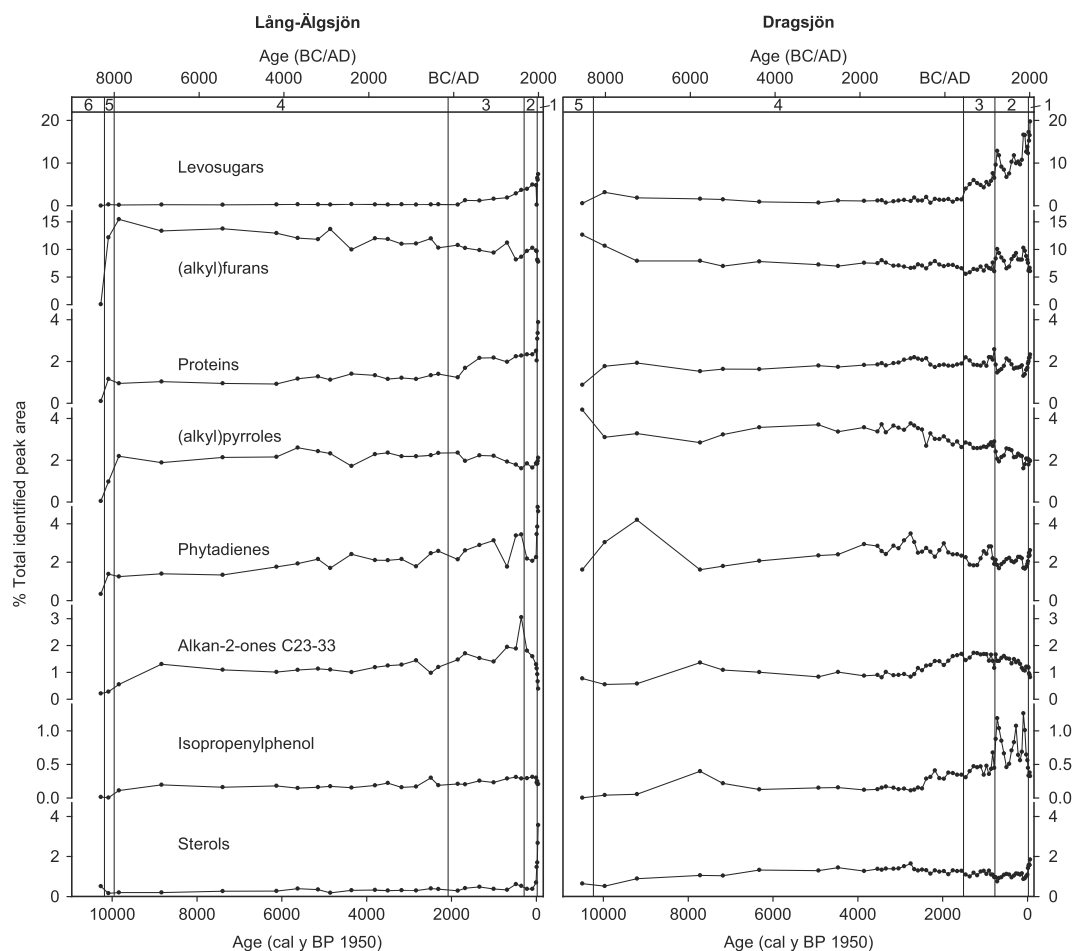 Lång-Älgsjön Dragsjön
Age (BC/AD) Age (BC/AD)
8000 6000 4000 2000 BC/AD 2000 8000 6000 4000 2000 BC/AD 2000
6 5 4 3 2 1 5 4 3 2 1
20 20
Levosugars
10 10
0 0
15 15
10 10
(alkyl)furans
5 5
0 0
4 4
Proteins
2 2
0 0
4 4
(alkyl)pyrroles
2 2
0 0
4 4
Phytadienes
2 2
0 0
3 3
Alkan-2-ones C23-33
2 2
1 1
0 0
1.0 1.0
Isopropenylphenol
0.5 0.5
0.0 0.0
4 4
Sterols
2 2
0 0
10000 8000 6000 4000 2000 0 10000 8000 6000 4000 2000 0
Age (cal y BP 1950) Age (cal y BP 1950)
% Total identified peak area